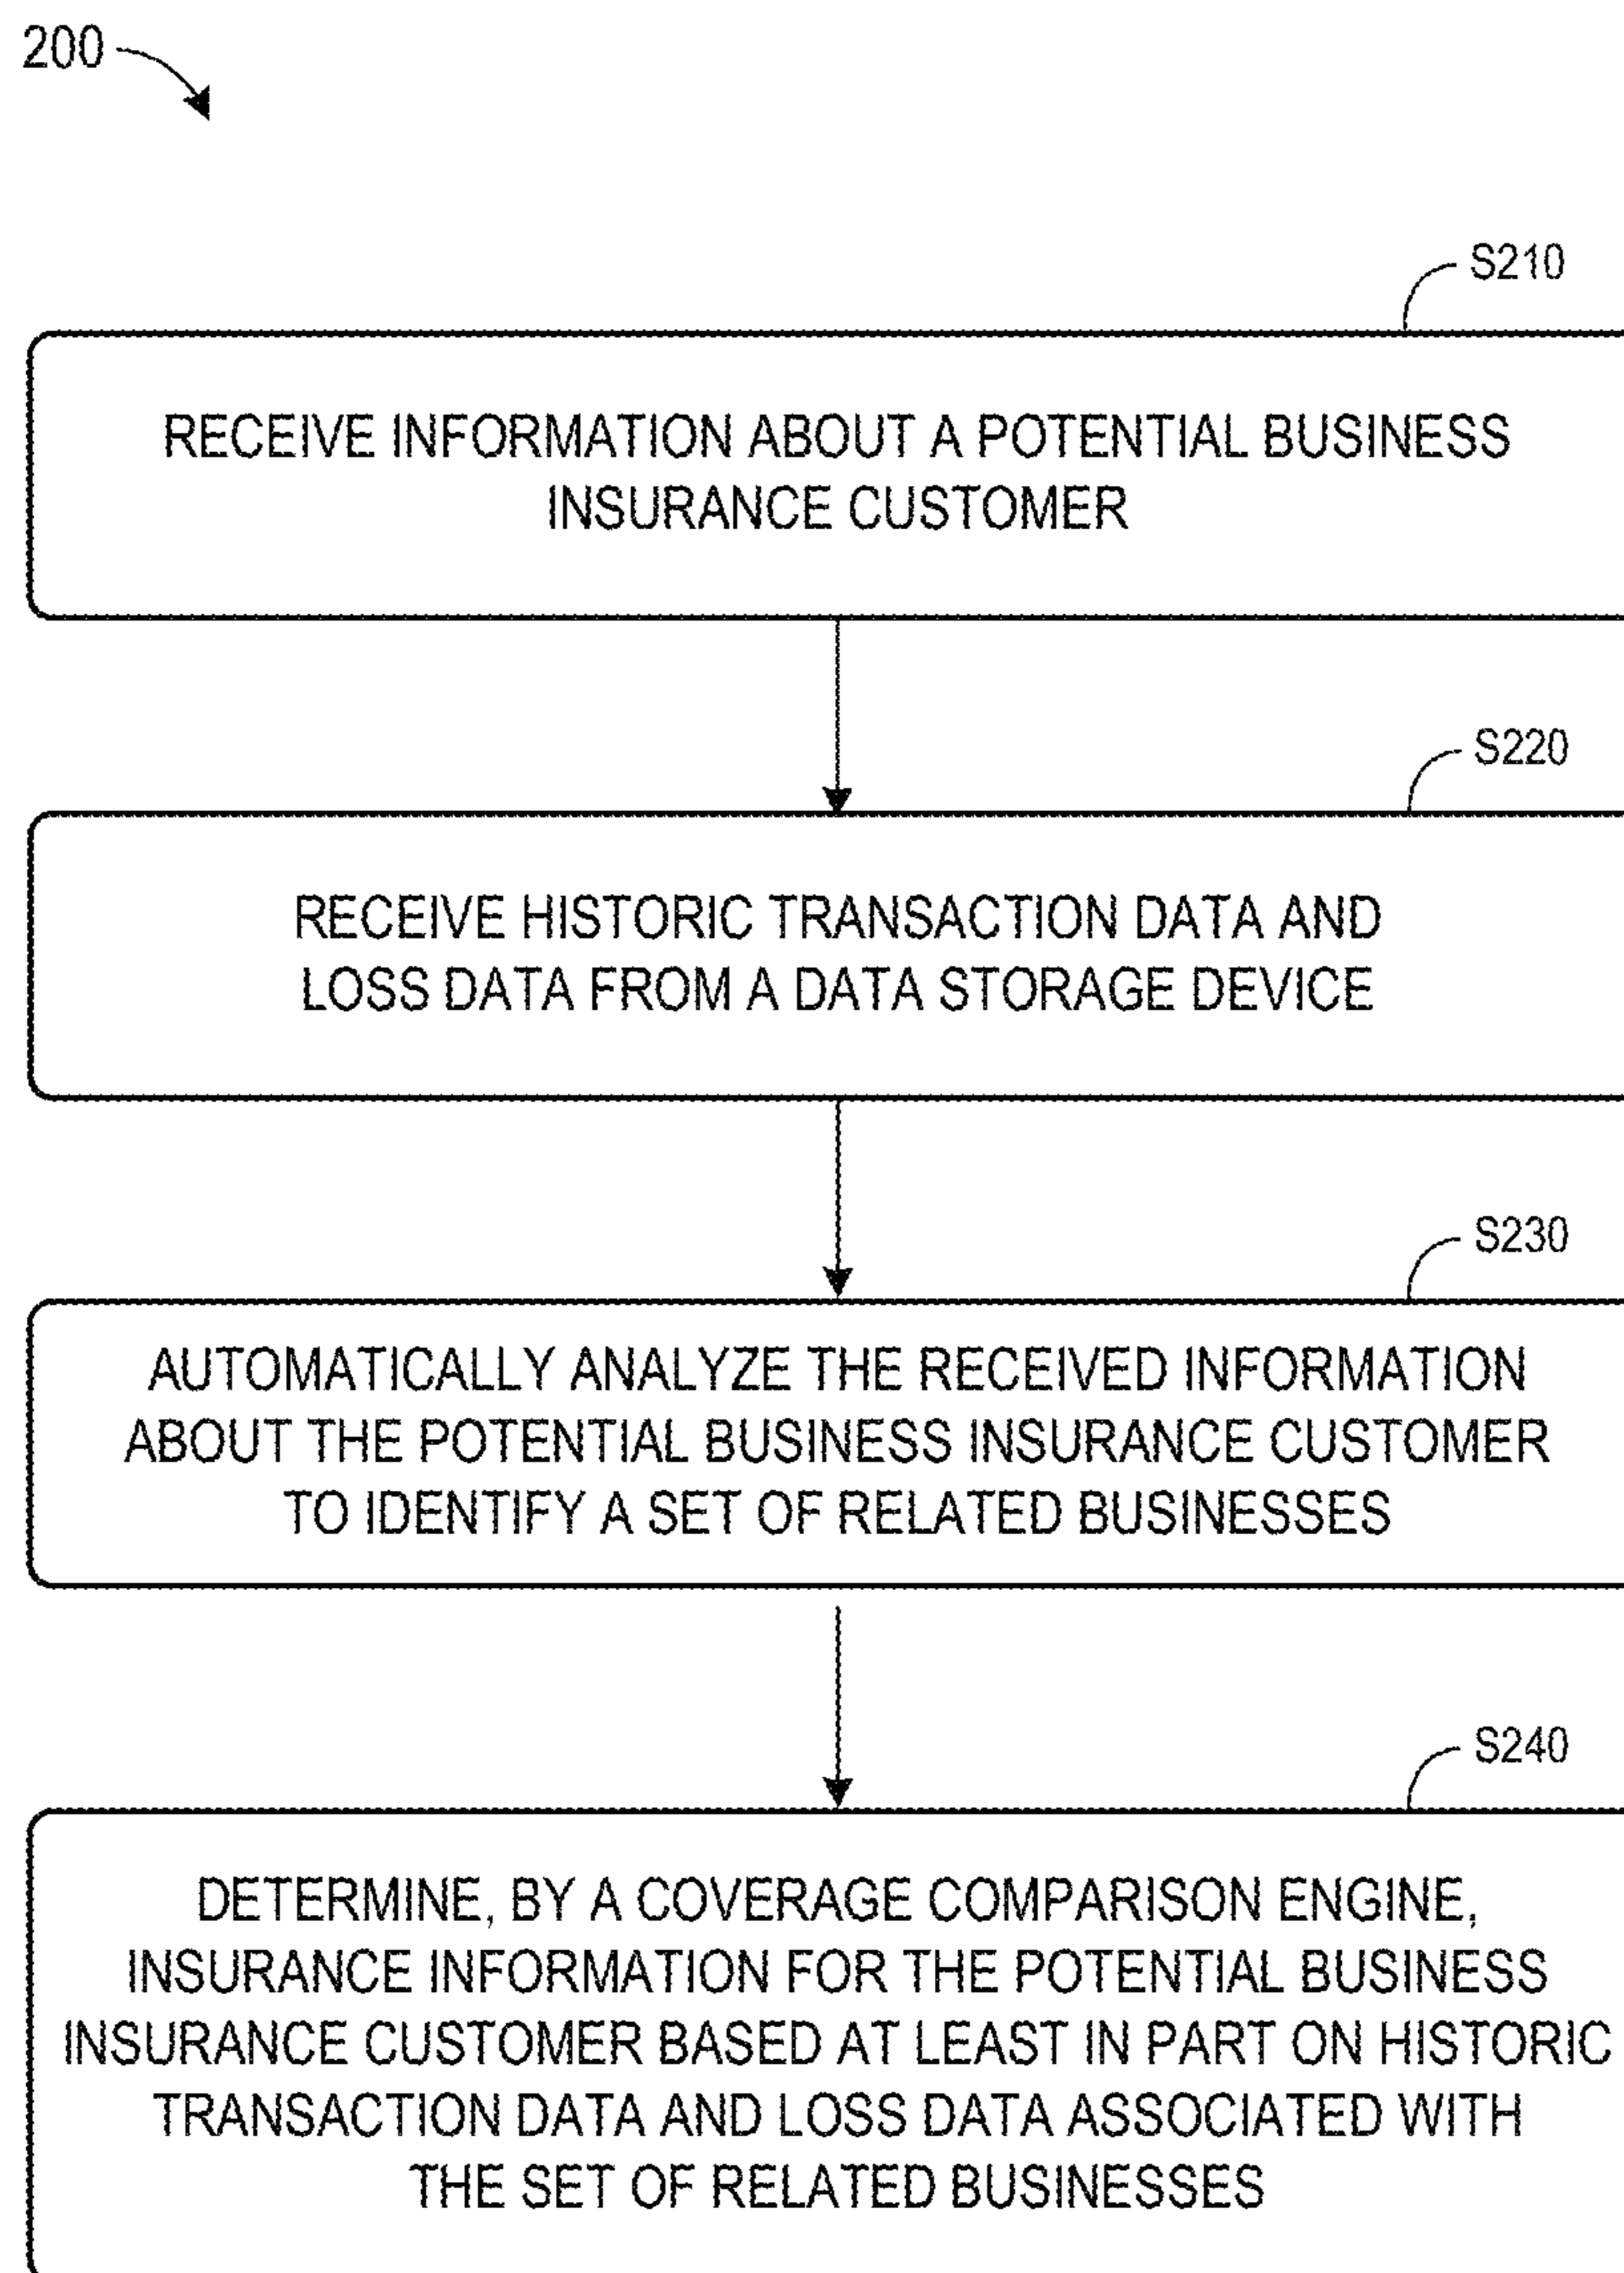 200
S210
RECEIVE INFORMATION ABOUT A POTENTIAL BUSINESS
INSURANCE CUSTOMER
S220
RECEIVE HISTORIC TRANSACTION DATA AND
LOSS DATA FROM A DATA STORAGE DEVICE
S230
AUTOMATICALLY ANALYZE THE RECEIVED INFORMATION
ABOUT THE POTENTIAL BUSINESS INSURANCE CUSTOMER
TO IDENTIFY A SET OF RELATED BUSINESSES
S240
DETERMINE, BY A COVERAGE COMPARISON ENGINE,
INSURANCE INFORMATION FOR THE POTENTIAL BUSINESS
INSURANCE CUSTOMER BASED AT LEAST IN PART ON HISTORIC
TRANSACTION DATA AND LOSS DATA ASSOCIATED WITH
THE SET OF RELATED BUSINESSES